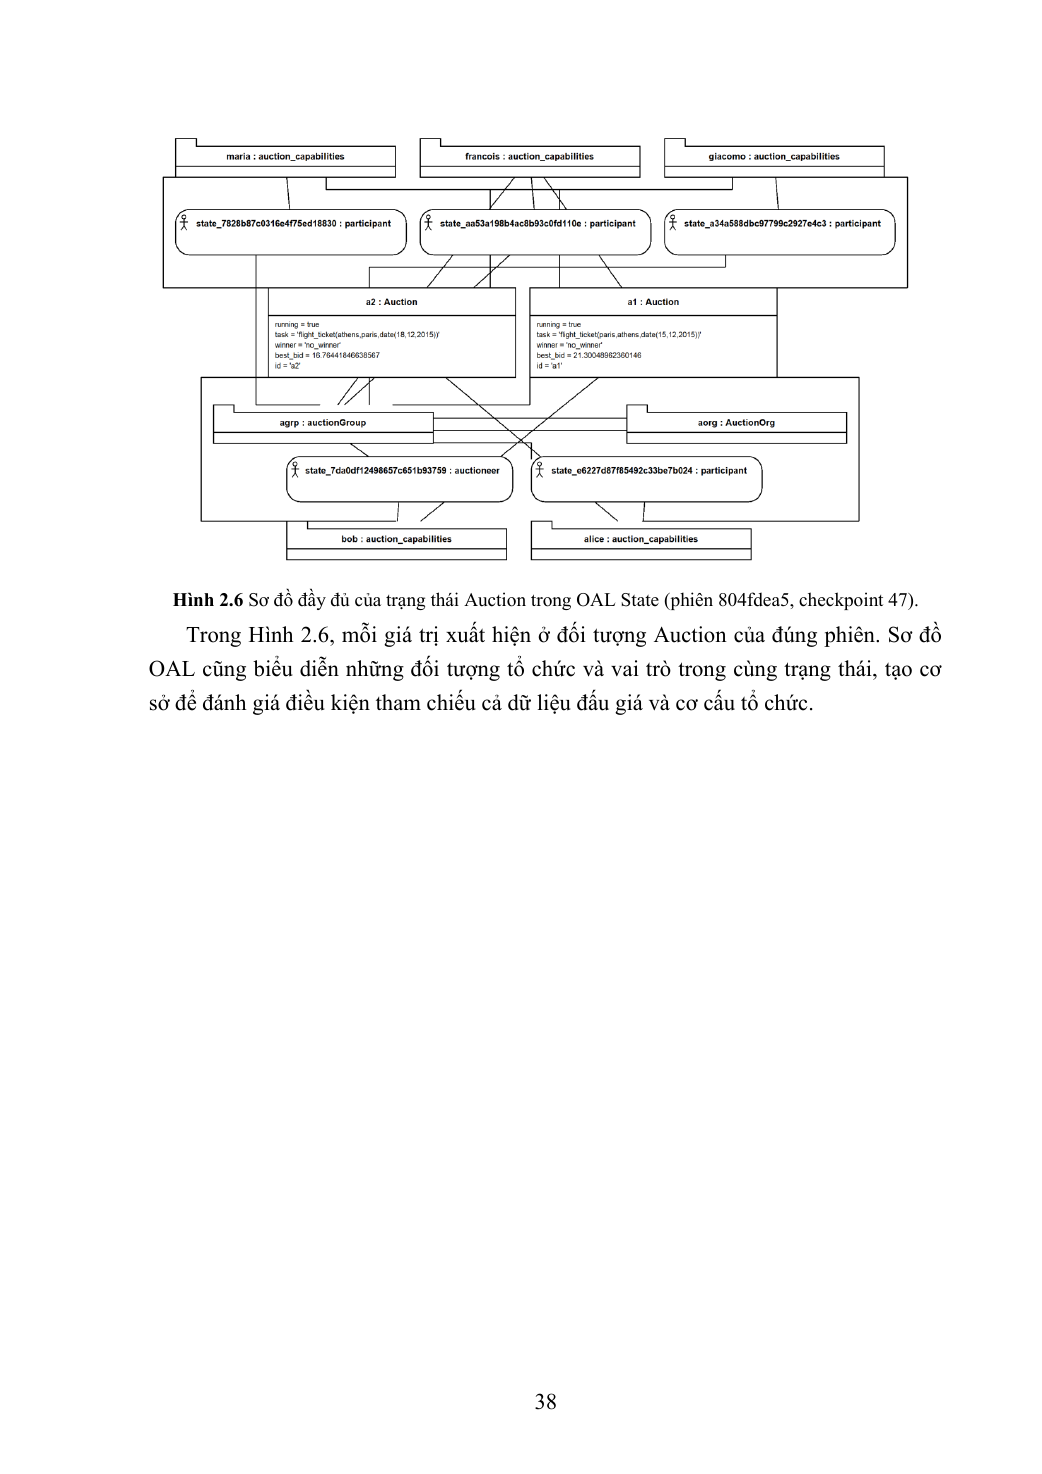 maria : auction_capabilities
francois : auction_capabilities
giacomo : auction_capabilities
state_7828b87c0316e4f75ed18830 : participant
state_aa53a198b4ac8b93c0fd110e : participant
state_a34a588dbc97799c2927e4c3 : participant
a2 : Auction
running = true
task = 'flight_ticket(athens,paris,date(18,12,2015))'
winner = 'no_winner'
best_bid = 16.76441846638567
id = 'a2'
a1 : Auction
running = true
task = 'flight_ticket(paris,athens,date(15,12,2015))'
winner = 'no_winner'
best_bid = 21.30048962360146
id = 'a1'
agrp : auctionGroup
aorg : AuctionOrg
state_7da0df12498657c651b93759 : auctioneer
state_e6227d87f85492c33be7b024 : participant
bob : auction_capabilities
alice : auction_capabilities
Hình 2.6 Sơ đồ đầy đủ của trạng thái Auction trong OAL State (phiên 804fdea5, checkpoint 47).
Trong Hình 2.6, mỗi giá trị xuất hiện ở đối tượng Auction của đúng phiên. Sơ đồ
OAL cũng biểu diễn những đối tượng tổ chức và vai trò trong cùng trạng thái, tạo cơ
sở để đánh giá điều kiện tham chiếu cả dữ liệu đấu giá và cơ cấu tổ chức.
38